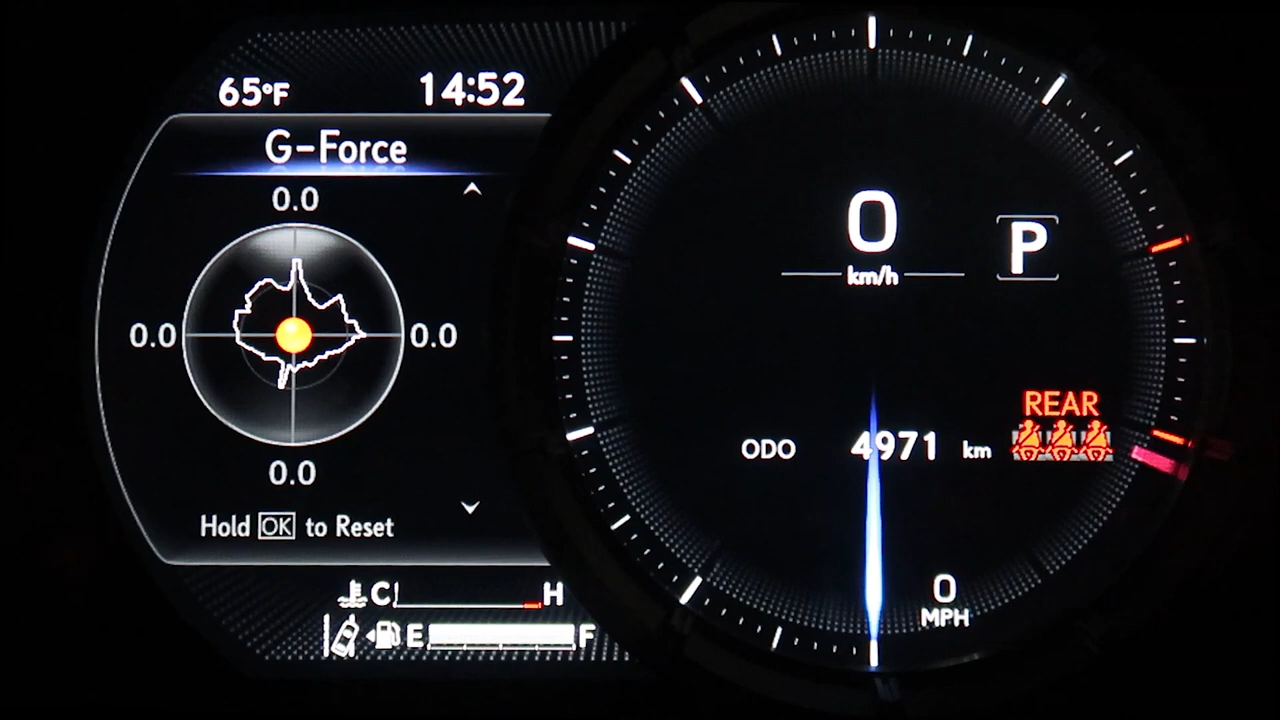 65°F 14:52
G-Force
0.0
0.0 0.0
0.0
Hold OK to Reset
C H
E F
0
km/h
P
REAR
ODO 4971 km
0
MPH